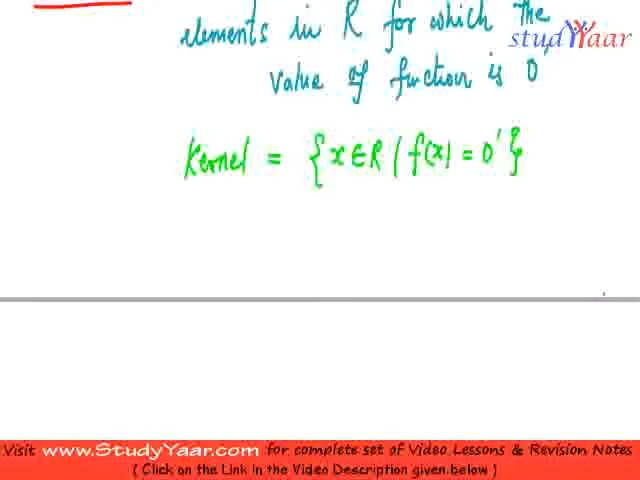 elements in R for which the
studYYaar
value of function is 0'
Kernel = { x ∈ R / f(x) = 0' }
Visit www.StudyYaar.com for complete set of Video Lessons & Revision Notes
( Click on the Link in the Video Description given below )